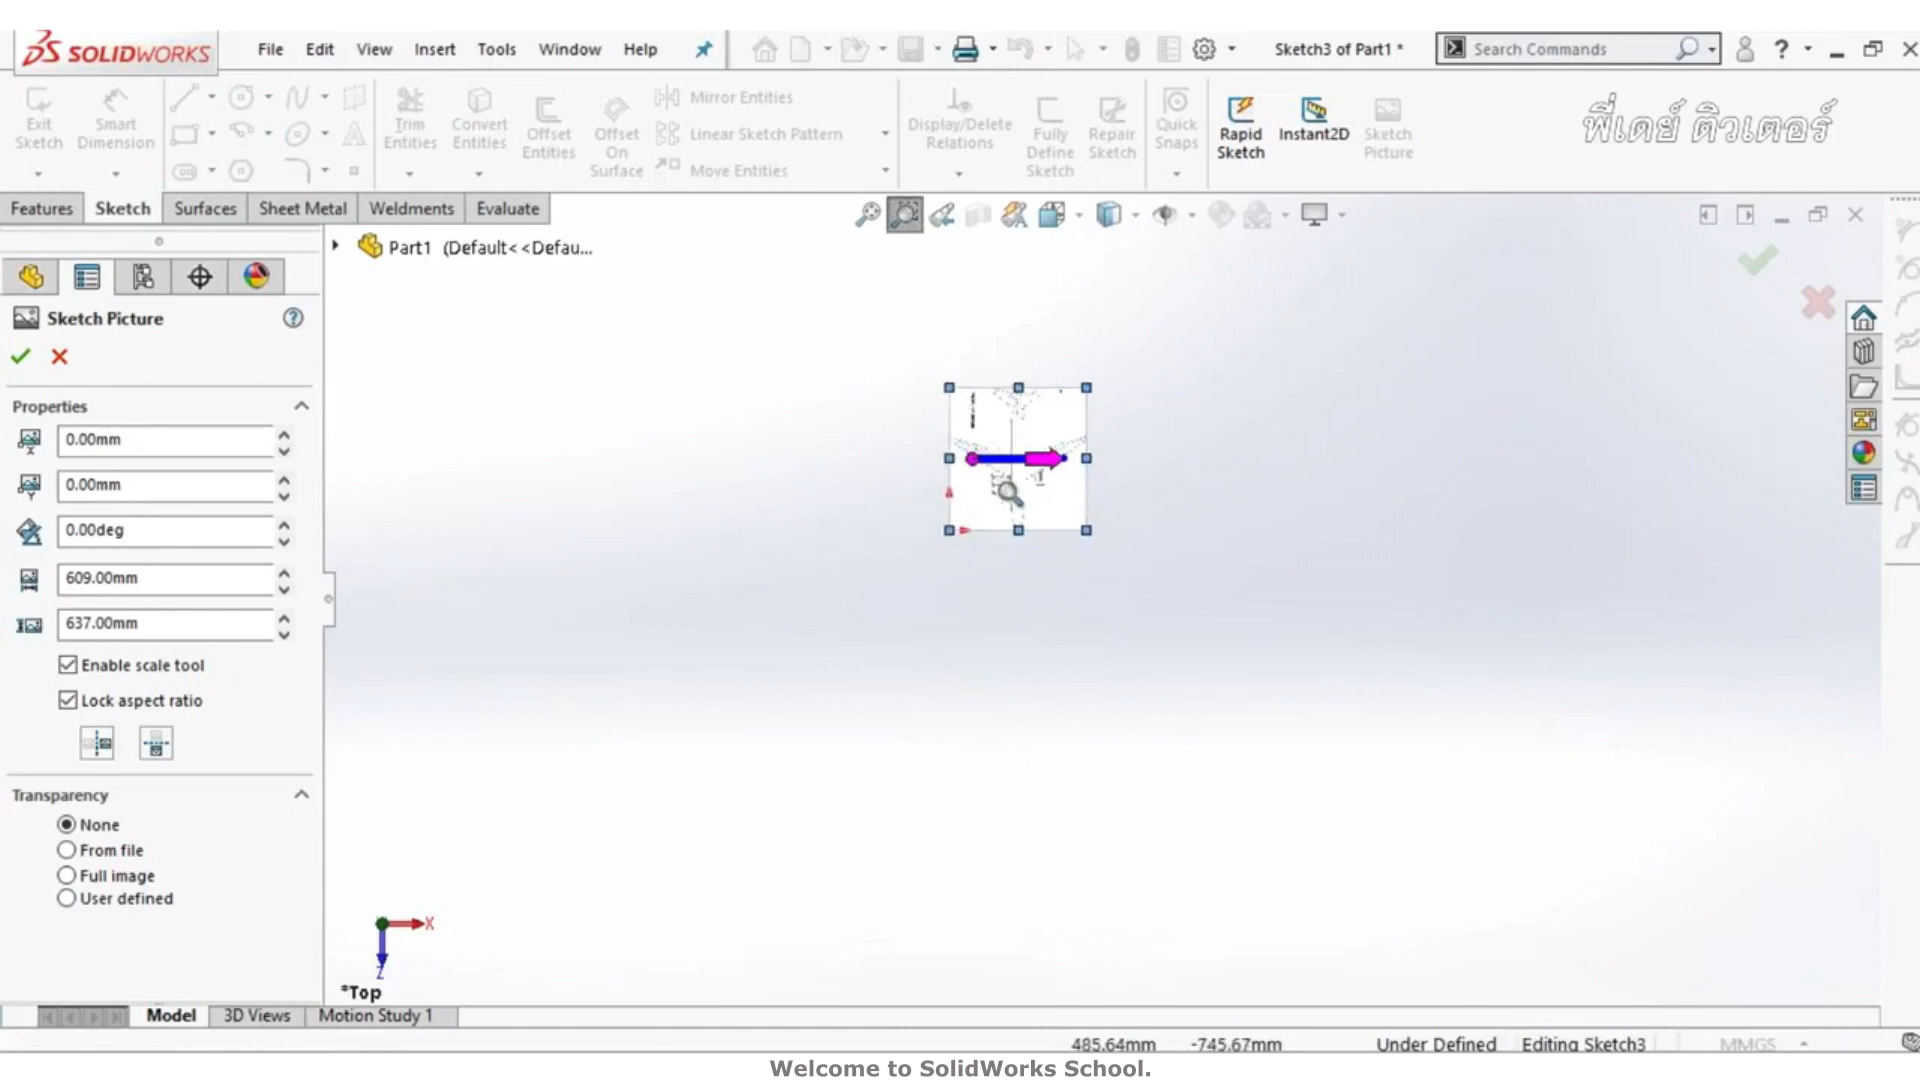 SOLIDWORKS
File Edit View Insert Tools Window Help
Sketch3 of Part1 *
Search Commands
?
Exit Sketch
Smart Dimension
Trim Entities
Convert Entities
Offset Entities
Offset On Surface
Mirror Entities
Linear Sketch Pattern
Move Entities
Display/Delete Relations
Fully Define Sketch
Repair Sketch
Quick Snaps
Rapid Sketch
Instant2D
Sketch Picture
พี่เดย์ ติวเตอร์
Features Sketch Surfaces Sheet Metal Weldments Evaluate
Part1 (Default<<Defau...
Sketch Picture
Properties
0.00mm
0.00mm
0.00deg
609.00mm
637.00mm
Enable scale tool
Lock aspect ratio
Transparency
None
From file
Full image
User defined
X
Z
*Top
Model 3D Views Motion Study 1
485.64mm -745.67mm Under Defined Editing Sketch3 MMGS
Welcome to SolidWorks School.